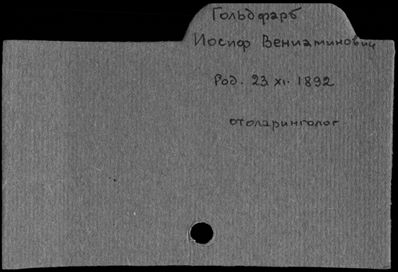 Гольдфарб
Иосиф Вениаминович
Род. 23 XI. 1892
отоларинголог